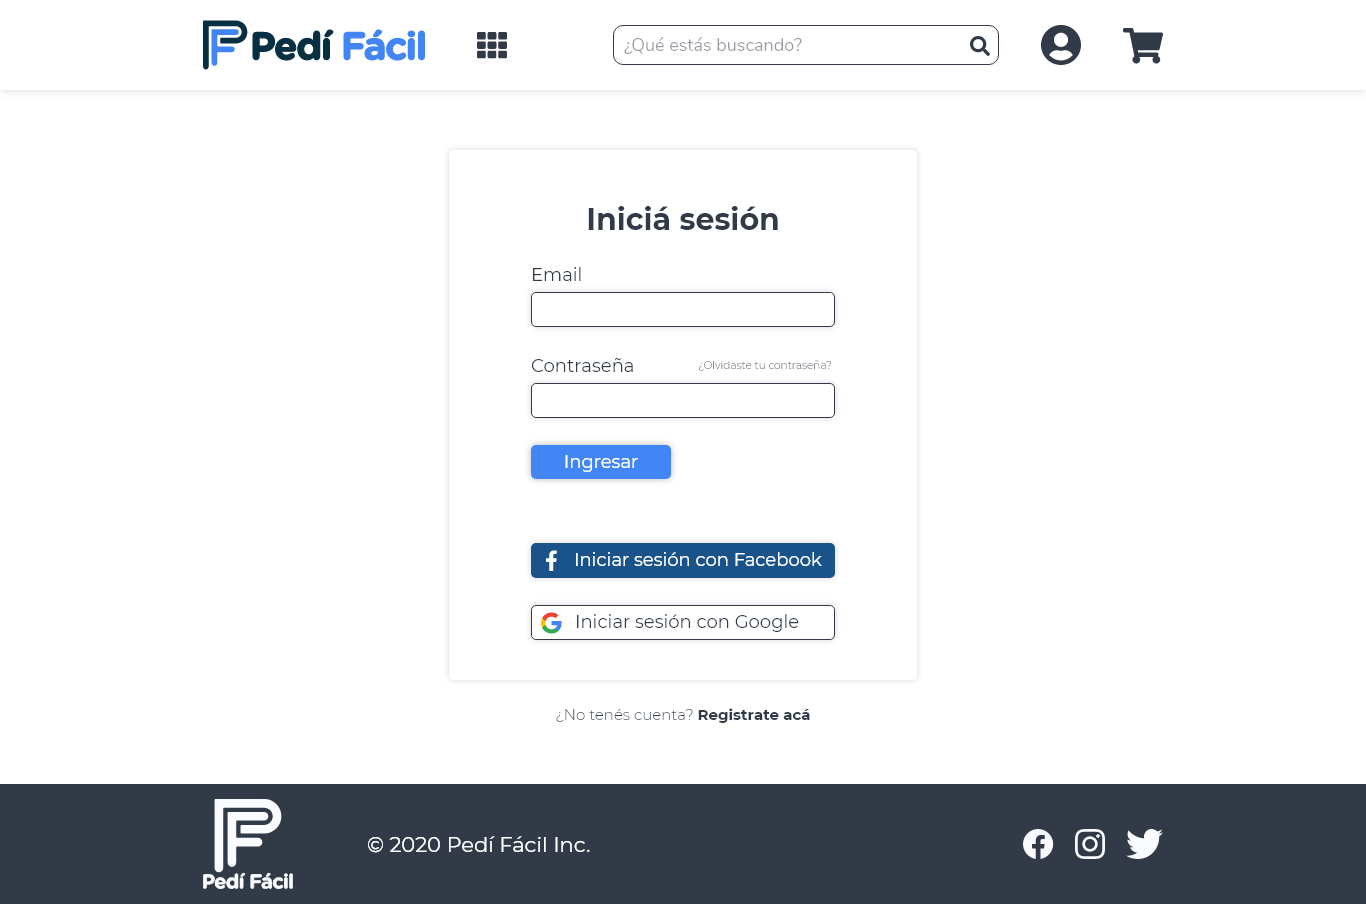 Pedí Fácil
¿Qué estás buscando?
Iniciá sesión
Email
Contraseña
¿Olvidaste tu contraseña?
Ingresar
Iniciar sesión con Facebook
Iniciar sesión con Google
¿No tenés cuenta? Registrate acá
Pedí Fácil
© 2020 Pedí Fácil Inc.